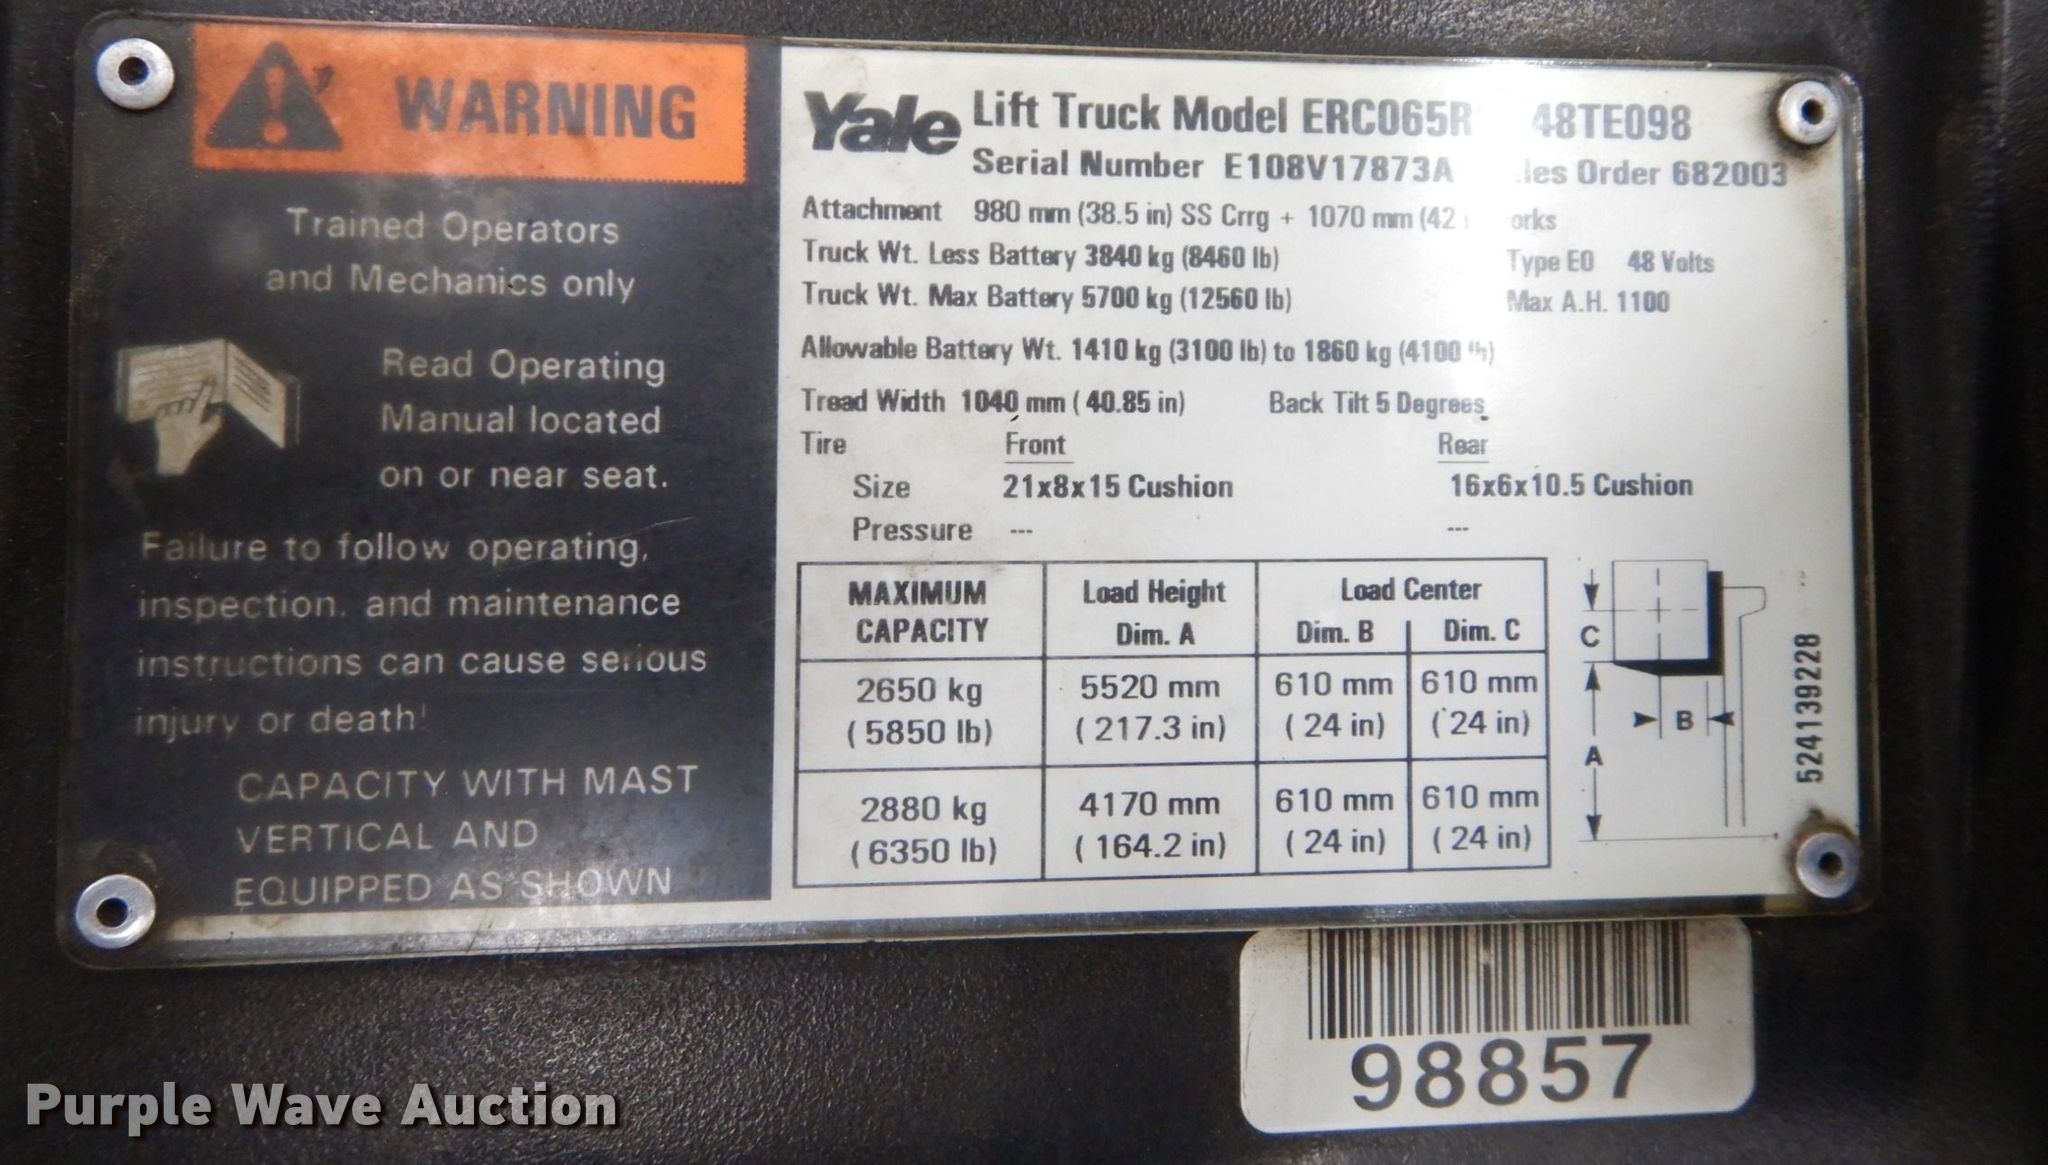 WARNING
Trained Operators
and Mechanics only
Read Operating
Manual located
on or near seat.
Failure to follow operating,
inspection. and maintenance
instructions can cause serious
injury or death!
CAPACITY WITH MAST
VERTICAL AND
EQUIPPED AS SHOWN
Yale Lift Truck Model 48TE098
Serial Number E108V17873A Order 682003
Attachment 980 mm (38.5 in) SS Crrg + 1070 mm (42
Truck Wt. Less Battery 3840 kg (8460 lb) Type EO 48 Volts
Truck Wt. Max Battery 5700 kg (12560 lb) Max A.H. 1100
Allowable Battery Wt. 1410 kg (3100 lb) to 1860 kg (4100 lb)
Tread Width 1040 mm ( 40.85 in) Back Tilt 5 Degrees
Tire Front Rear
Size 21x8x15 Cushion 16x6x10.5 Cushion
Pressure --- ---
MAXIMUM CAPACITY Load Height Dim. A Load Center Dim. B Dim. C
2650 kg 5520 mm 610 mm 610 mm
( 5850 lb) ( 217.3 in) ( 24 in) ( 24 in)
2880 kg 4170 mm 610 mm 610 mm
( 6350 lb) ( 164.2 in) ( 24 in) ( 24 in)
C
B
A
524139228
98857
Purple Wave Auction